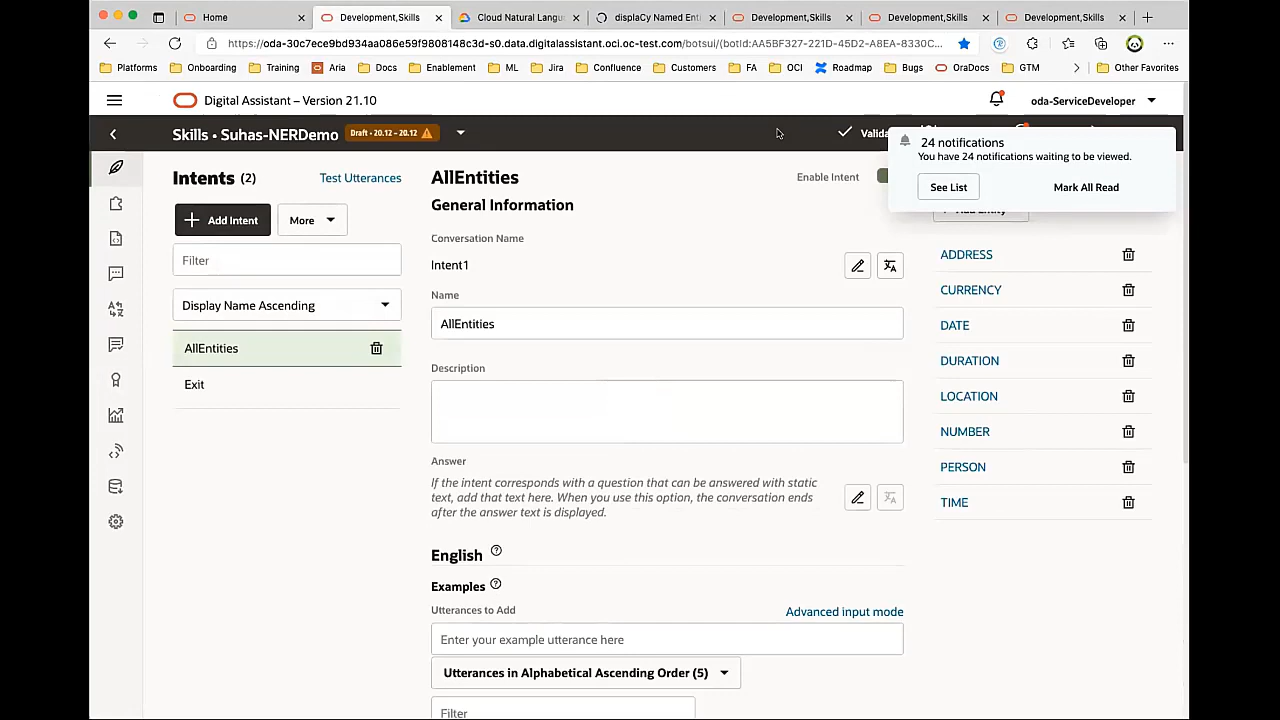 Home
Development,Skills
Cloud Natural Langu
displaCy Named Enti
Development,Skills
Development,Skills
Development,Skills
https://oda-30c7ece9bd934aa086e59f9808148c3d-s0.data.digitalassistant.oci.oc-test.com/botsui/(botId:AA5BF327-221D-45D2-A8EA-8330C...
Platforms
Onboarding
Training
Aria
Docs
Enablement
ML
Jira
Confluence
Customers
FA
OCI
Roadmap
Bugs
OraDocs
GTM
Other Favorites
Digital Assistant – Version 21.10
oda-ServiceDeveloper
Skills • Suhas-NERDemo
Draft • 20.12 – 20.12
Valida
24 notifications
You have 24 notifications waiting to be viewed.
See List
Mark All Read
Intents (2)
Test Utterances
Add Intent
More
Filter
Display Name Ascending
AllEntities
Exit
AllEntities
Enable Intent
General Information
Conversation Name
Intent1
Name
AllEntities
Description
Answer
If the intent corresponds with a question that can be answered with static
text, add that text here. When you use this option, the conversation ends
after the answer text is displayed.
English
Examples
Utterances to Add
Advanced input mode
Enter your example utterance here
Utterances in Alphabetical Ascending Order (5)
Filter
+ Add Entity
ADDRESS
CURRENCY
DATE
DURATION
LOCATION
NUMBER
PERSON
TIME